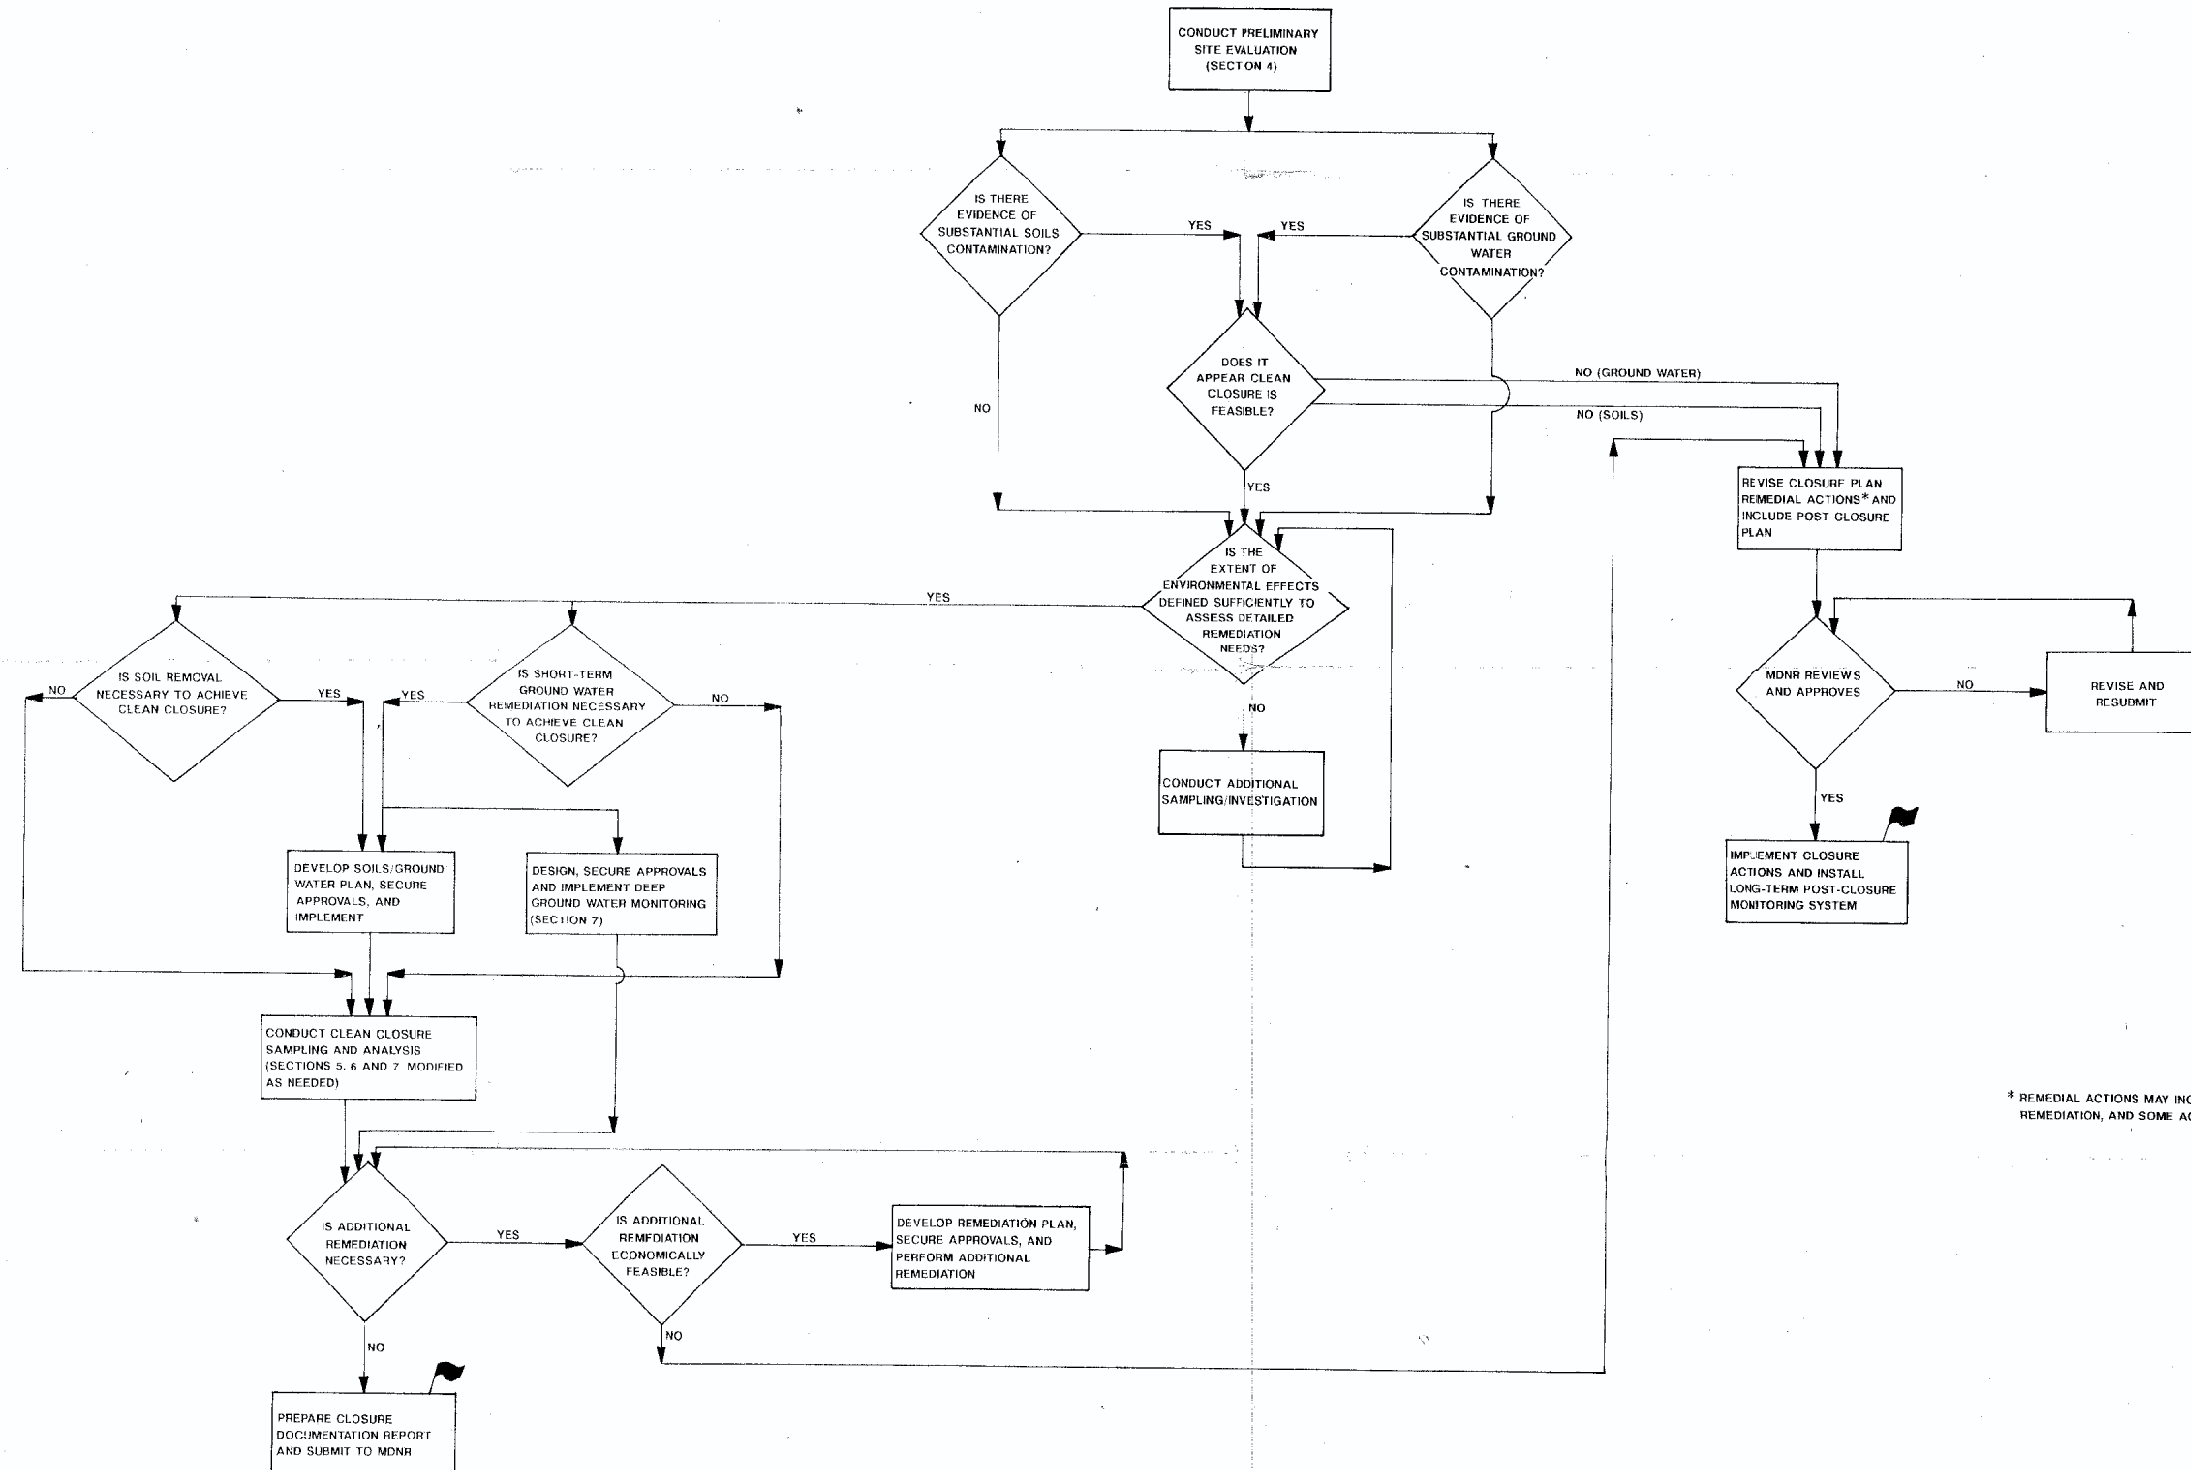 CONDUCT PRELIMINARY
SITE EVALUATION
(SECTON 4)
IS THERE
EVIDENCE OF
SUBSTANTIAL SOILS
CONTAMINATION?
YES
YES
IS THERE
EVIDENCE OF
SUBSTANTIAL GROUND
WATER
CONTAMINATION?
DOES IT
APPEAR CLEAN
CLOSURE IS
FEASIBLE?
NO (GROUND WATER)
NO
NO (SOILS)
YES
REVISE CLOSURE PLAN
REMEDIAL ACTIONS* AND
INCLUDE POST CLOSURE
PLAN
IS THE
EXTENT OF
ENVIRONMENTAL EFFECTS
DEFINED SUFFICIENTLY TO
ASSESS DETAILED
REMEDIATION
NEEDS?
YES
NO
IS SOIL REMOVAL
NECESSARY TO ACHIEVE
CLEAN CLOSURE?
YES
YES
IS SHORT-TERM
GROUND WATER
REMEDIATION NECESSARY
TO ACHIEVE CLEAN
CLOSURE?
NO
NO
MDNR REVIEWS
AND APPROVES
NO
REVISE AND
RESUDMIT
CONDUCT ADDITIONAL
SAMPLING/INVESTIGATION
YES
DEVELOP SOILS/GROUND
WATER PLAN, SECURE
APPROVALS, AND
IMPLEMENT
DESIGN, SECURE APPROVALS
AND IMPLEMENT DEEP
GROUND WATER MONITORING
(SECTION 7)
IMPLEMENT CLOSURE
ACTIONS AND INSTALL
LONG-TERM POST-CLOSURE
MONITORING SYSTEM
CONDUCT CLEAN CLOSURE
SAMPLING AND ANALYSIS
(SECTIONS 5, 6 AND 7 MODIFIED
AS NEEDED)
* REMEDIAL ACTIONS MAY
REMEDIATION, AND SOME
IS ADDITIONAL
REMEDIATION
NECESSARY?
YES
IS ADDITIONAL
REMEDIATION
ECONOMICALLY
FEASIBLE?
YES
DEVELOP REMEDIATION PLAN,
SECURE APPROVALS, AND
PERFORM ADDITIONAL
REMEDIATION
NO
NO
PREPARE CLOSURE
DOCUMENTATION REPORT
AND SUBMIT TO MDNR